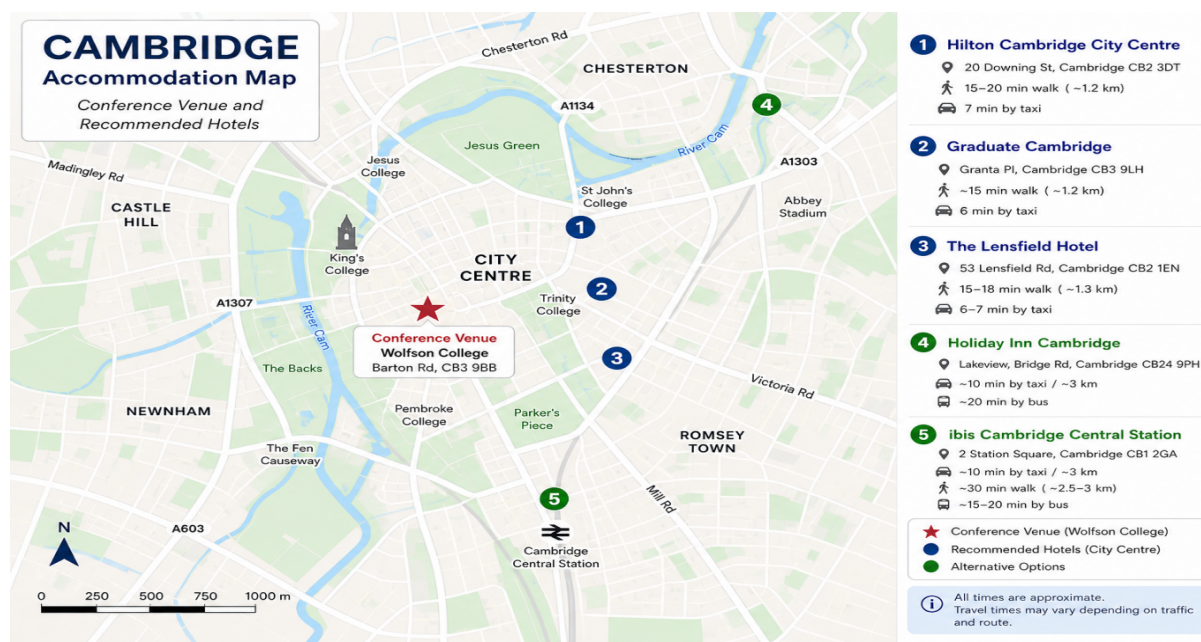 CAMBRIDGE
Accommodation Map
Conference Venue and
Recommended Hotels
Chesterton Rd
CHESTERTON
A1134
4
River Cam
Jesus Green
Jesus
College
Madingley Rd
A1303
CASTLE
HILL
St John's
College
Abbey
Stadium
1
King's
College
CITY
CENTRE
2
Trinity
College
A1307
River Cam
Conference Venue
Wolfson College
Barton Rd, CB3 9BB
3
The Backs
Victoria Rd
NEWNHAM
Pembroke
College
Parker's
Piece
ROMSEY
TOWN
The Fen
Causeway
5
Mill Rd
A603
N
Cambridge
Central Station
0 250 500 750 1000 m
1 Hilton Cambridge City Centre
20 Downing St, Cambridge CB2 3DT
15–20 min walk (~1.2 km)
7 min by taxi
2 Graduate Cambridge
Granta Pl, Cambridge CB3 9LH
~15 min walk (~1.2 km)
6 min by taxi
3 The Lensfield Hotel
53 Lensfield Rd, Cambridge CB2 1EN
15–18 min walk (~1.3 km)
6–7 min by taxi
4 Holiday Inn Cambridge
Lakeview, Bridge Rd, Cambridge CB24 9PH
~10 min by taxi / ~3 km
~20 min by bus
5 ibis Cambridge Central Station
2 Station Square, Cambridge CB1 2GA
~10 min by taxi / ~3 km
~30 min walk (~2.5–3 km)
~15–20 min by bus
Conference Venue (Wolfson College)
Recommended Hotels (City Centre)
Alternative Options
i
All times are approximate.
Travel times may vary depending on traffic
and route.